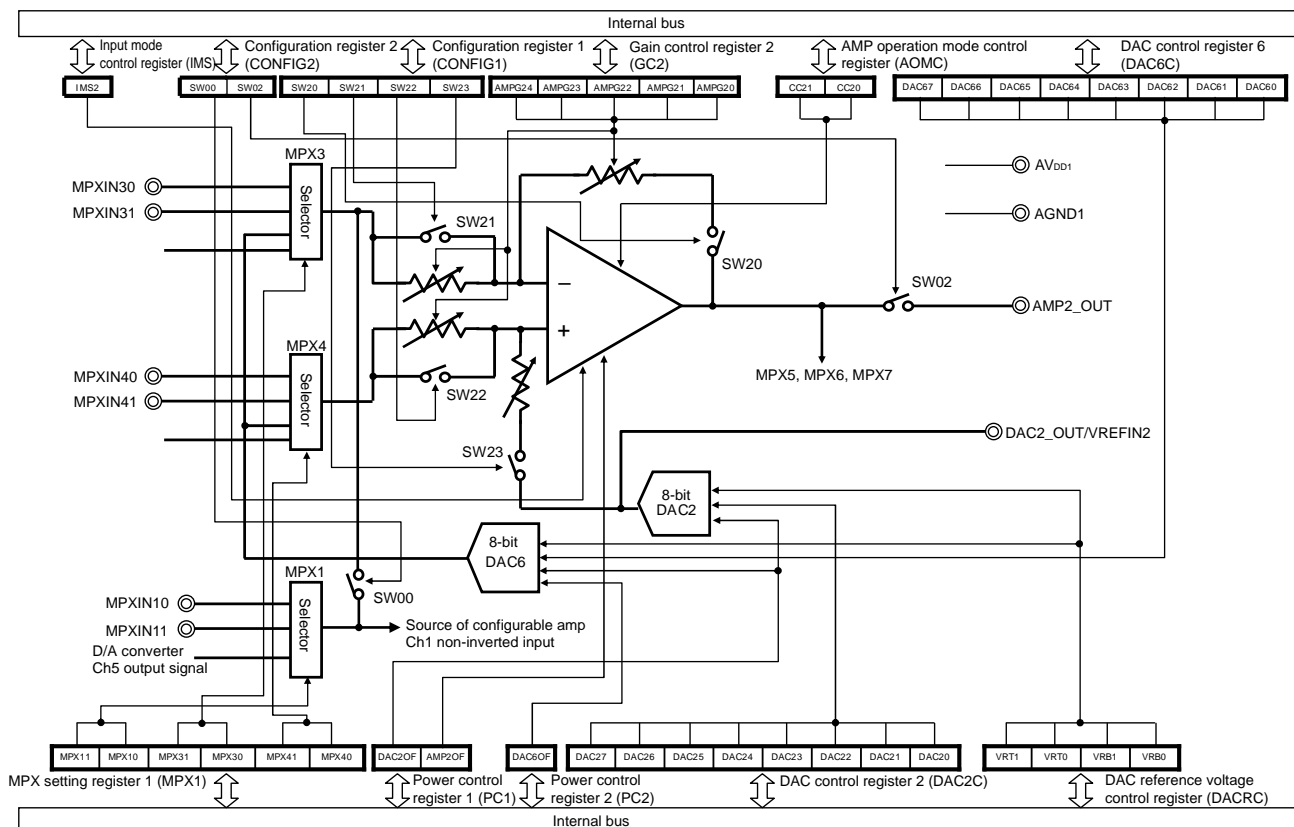 Internal bus
Input mode
control register (IMS)
Configuration register 2
(CONFIG2)
Configuration register 1
(CONFIG1)
Gain control register 2
(GC2)
AMP operation mode control
register (AOMC)
DAC control register 6
(DAC6C)
IMS2
SW00 SW02
SW20 SW21 SW22 SW23
AMPG24 AMPG23 AMPG22 AMPG21 AMPG20
CC21 CC20
DAC67 DAC66 DAC65 DAC64 DAC63 DAC62 DAC61 DAC60
MPX3
Selector
MPXIN30
MPXIN31
SW21
SW20
AVDD1
AGND1
SW02
AMP2_OUT
−
+
MPX4
Selector
MPXIN40
MPXIN41
SW22
MPX5, MPX6, MPX7
SW23
DAC2_OUT/VREFIN2
8-bit
DAC2
8-bit
DAC6
MPX1
Selector
SW00
MPXIN10
MPXIN11
D/A converter
Ch5 output signal
Source of configurable amp
Ch1 non-inverted input
MPX11 MPX10 MPX31 MPX30 MPX41 MPX40
DAC2OF AMP2OF
DAC6OF
DAC27 DAC26 DAC25 DAC24 DAC23 DAC22 DAC21 DAC20
VRT1 VRT0 VRB1 VRB0
MPX setting register 1 (MPX1)
Power control
register 1 (PC1)
Power control
register 2 (PC2)
DAC control register 2 (DAC2C)
DAC reference voltage
control register (DACRC)
Internal bus